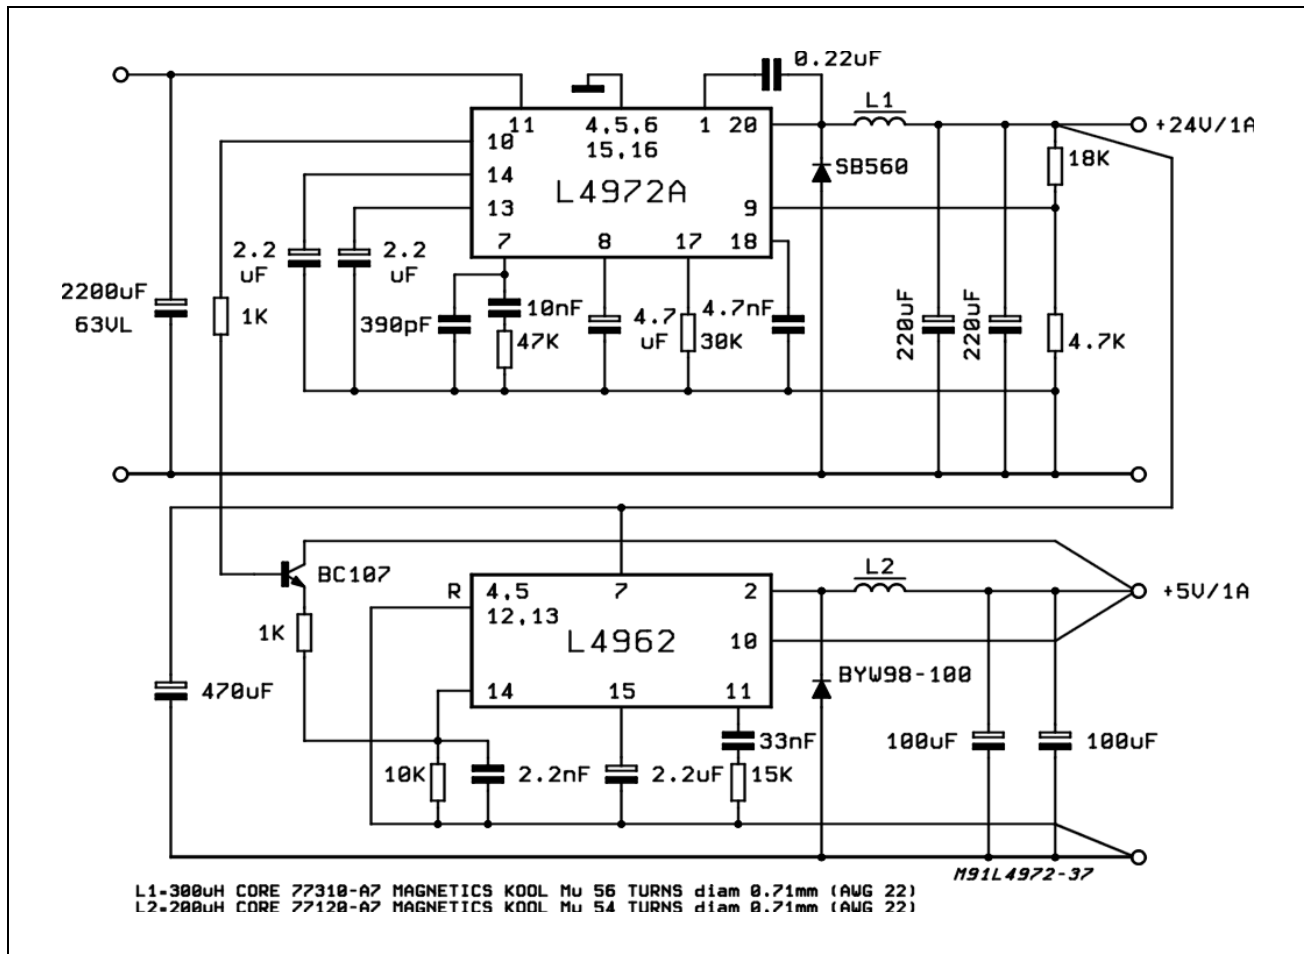 0.22uF
L1
11
4,5,6
1
20
+24V/1A
10
15,16
18K
14
L4972A
SB560
13
9
7
8
17
18
2.2
uF
2.2
uF
2200uF
63VL
1K
390pF
10nF
47K
4.7
uF
30K
4.7nF
220uF
220uF
4.7K
BC107
L2
R
4,5
7
2
+5V/1A
12,13
1K
L4962
10
BYW98-100
470uF
14
15
11
33nF
100uF
100uF
10K
2.2nF
2.2uF
15K
M91L4972-37
L1=300uH CORE 77310-A7 MAGNETICS KOOL Mu 56 TURNS diam 0.71mm (AWG 22)
L2=200uH CORE 77120-A7 MAGNETICS KOOL Mu 54 TURNS diam 0.71mm (AWG 22)